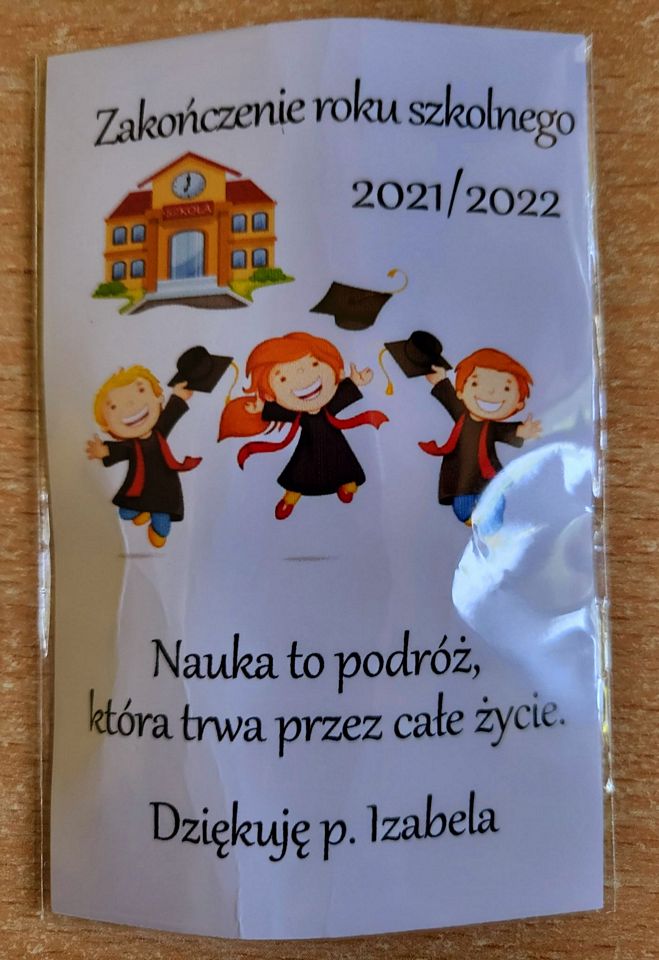 Zakończenie roku szkolnego
2021/2022
SZKOŁA
Nauka to podróż,
która trwa przez całe życie.
Dziękuję p. Izabela